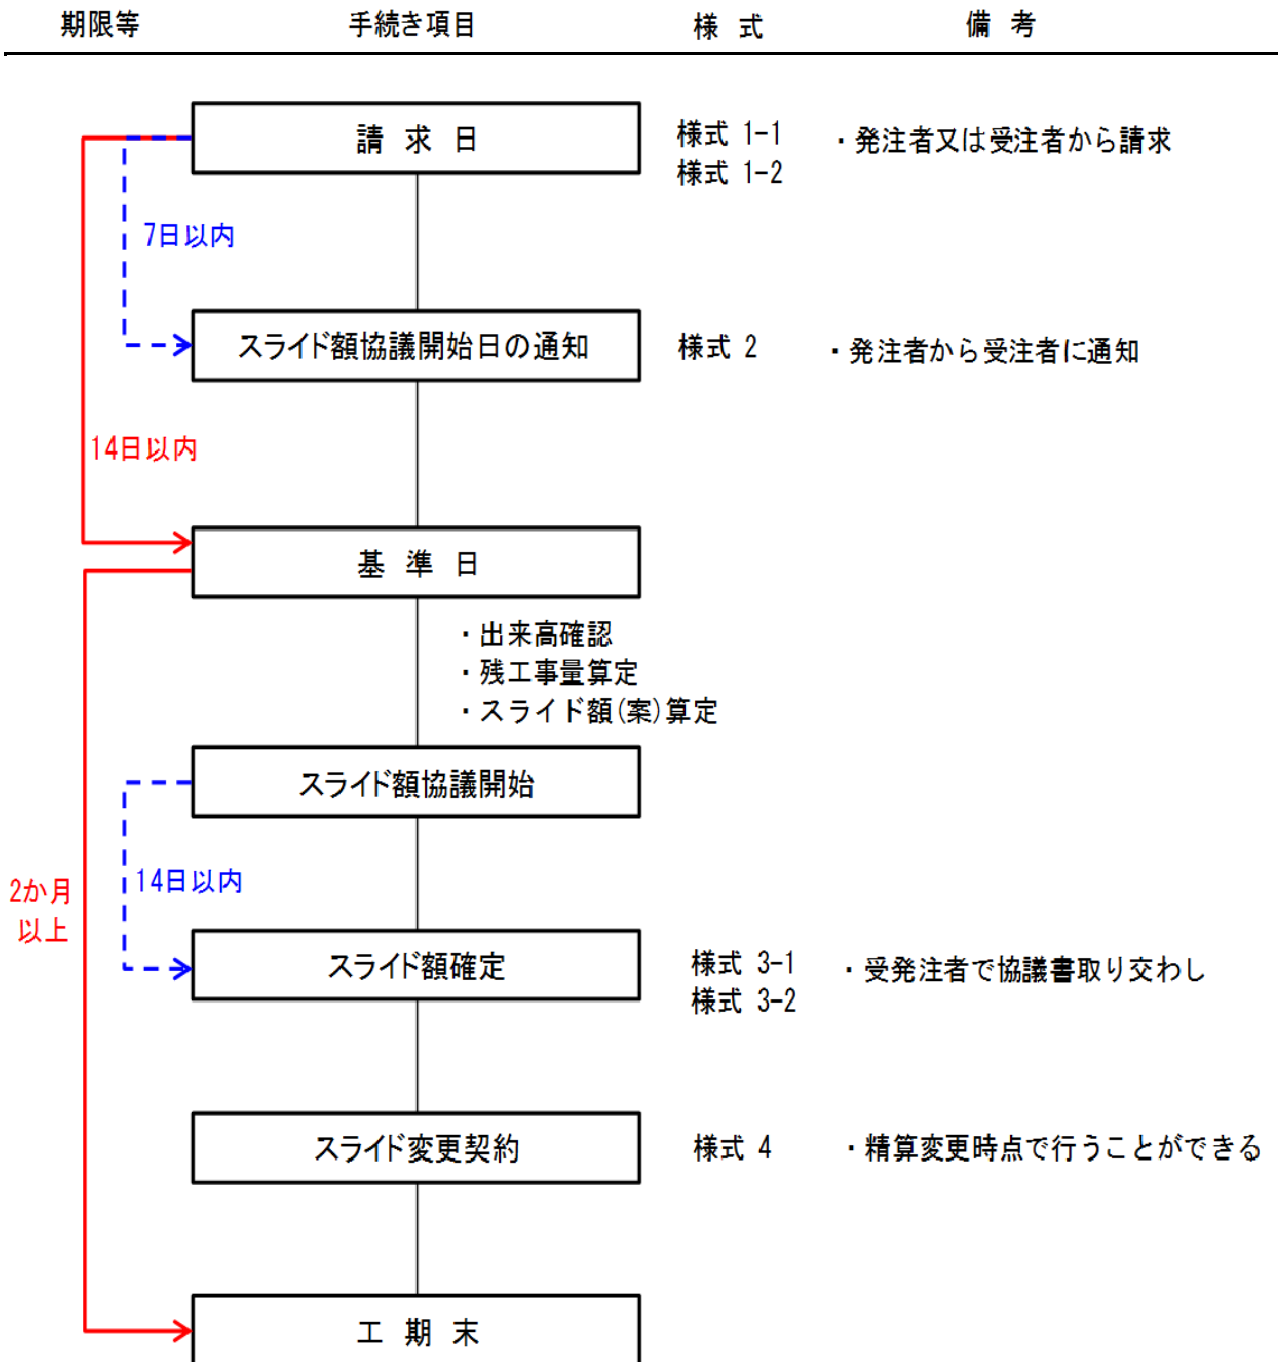 期限等 手続き項目 様 式 備 考
請 求 日 様式 1-1 ・発注者又は受注者から請求
様式 1-2
7日以内
スライド額協議開始日の通知 様式 2 ・発注者から受注者に通知
14日以内
基 準 日
・出来高確認
・残工事量算定
・スライド額(案)算定
スライド額協議開始
14日以内
2か月
以上
スライド額確定 様式 3-1 ・受発注者で協議書取り交わし
様式 3-2
スライド変更契約 様式 4 ・精算変更時点で行うことができる
工 期 末